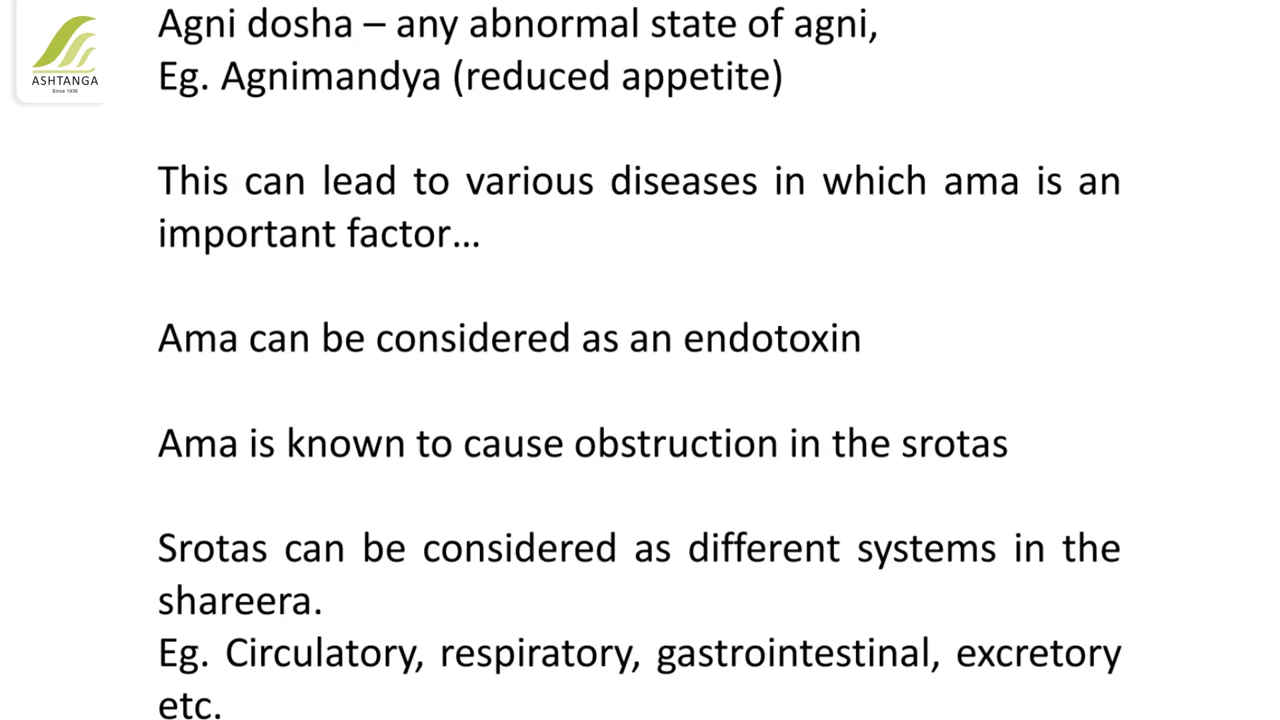 ASHTANGA
Since 1936
Agni dosha – any abnormal state of agni,
Eg. Agnimandya (reduced appetite)
This can lead to various diseases in which ama is an
important factor…
Ama can be considered as an endotoxin
Ama is known to cause obstruction in the srotas
Srotas can be considered as different systems in the
shareera.
Eg. Circulatory, respiratory, gastrointestinal, excretory
etc.